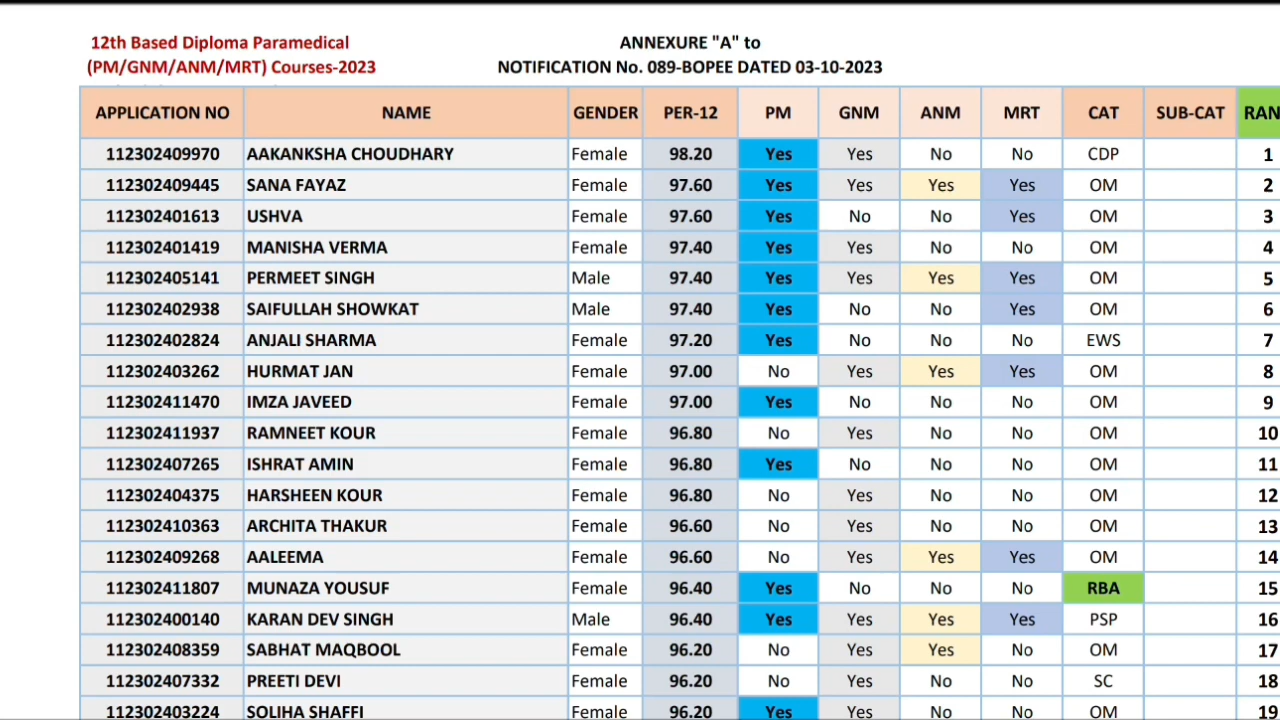 12th Based Diploma Paramedical
(PM/GNM/ANM/MRT) Courses-2023
ANNEXURE "A" to
NOTIFICATION No. 089-BOPEE DATED 03-10-2023
APPLICATION NO NAME GENDER PER-12 PM GNM ANM MRT CAT SUB-CAT RAN
112302409970 AAKANKSHA CHOUDHARY Female 98.20 Yes Yes No No CDP 1
112302409445 SANA FAYAZ Female 97.60 Yes Yes Yes Yes OM 2
112302401613 USHVA Female 97.60 Yes No No Yes OM 3
112302401419 MANISHA VERMA Female 97.40 Yes Yes No No OM 4
112302405141 PERMEET SINGH Male 97.40 Yes Yes Yes Yes OM 5
112302402938 SAIFULLAH SHOWKAT Male 97.40 Yes No No Yes OM 6
112302402824 ANJALI SHARMA Female 97.20 Yes No No No EWS 7
112302403262 HURMAT JAN Female 97.00 No Yes Yes Yes OM 8
112302411470 IMZA JAVEED Female 97.00 Yes No No No OM 9
112302411937 RAMNEET KOUR Female 96.80 No Yes No No OM 10
112302407265 ISHRAT AMIN Female 96.80 Yes No No No OM 11
112302404375 HARSHEEN KOUR Female 96.80 No Yes No No OM 12
112302410363 ARCHITA THAKUR Female 96.60 No Yes No No OM 13
112302409268 AALEEMA Female 96.60 No Yes Yes Yes OM 14
112302411807 MUNAZA YOUSUF Female 96.40 Yes No No No RBA 15
112302400140 KARAN DEV SINGH Male 96.40 Yes Yes Yes Yes PSP 16
112302408359 SABHAT MAQBOOL Female 96.20 No Yes Yes No OM 17
112302407332 PREETI DEVI Female 96.20 No Yes No No SC 18
112302403224 SOLIHA SHAFFI Female 96.20 Yes Yes No No OM 19